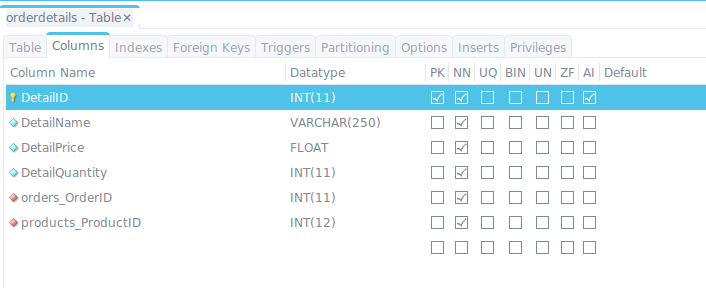 orderdetails - Table×
Table Columns Indexes Foreign Keys Triggers Partitioning Options Inserts Privileges
Column Name Datatype PK NN UQ BIN UN ZF AI Default
DetailID INT(11)
DetailName VARCHAR(250)
DetailPrice FLOAT
DetailQuantity INT(11)
orders_OrderID INT(11)
products_ProductID INT(12)